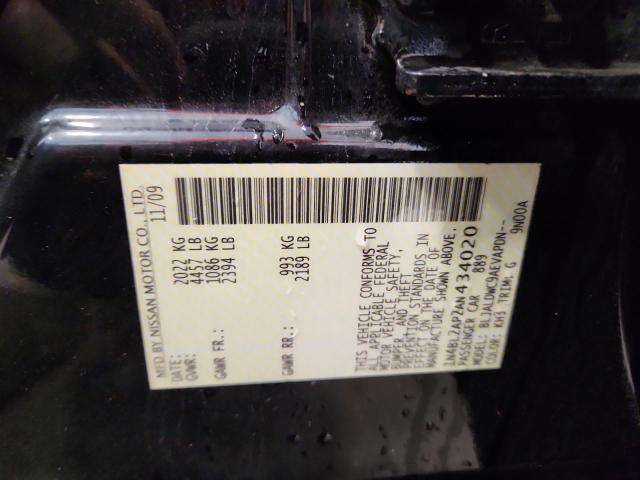 MFD. BY NISSAN MOTOR CO., LTD.
DATE: 11/09
GVWR: 2022 KG
4457 LB
GAWR FR.: 1086 KG
2394 LB
GAWR RR.: 993 KG
2189 LB
THIS VEHICLE CONFORMS TO
ALL APPLICABLE FEDERAL
MOTOR VEHICLE SAFETY,
BUMPER, AND THEFT
PREVENTION STANDARDS IN
EFFECT ON THE DATE OF
MANUFACTURE SHOWN ABOVE.
1N4BL2AP2AN434020
PASSENGER CAR 889
MODEL: BLJALDWC9AEVAPDN--
COLOR: KH3 TRIM: G 9N00A